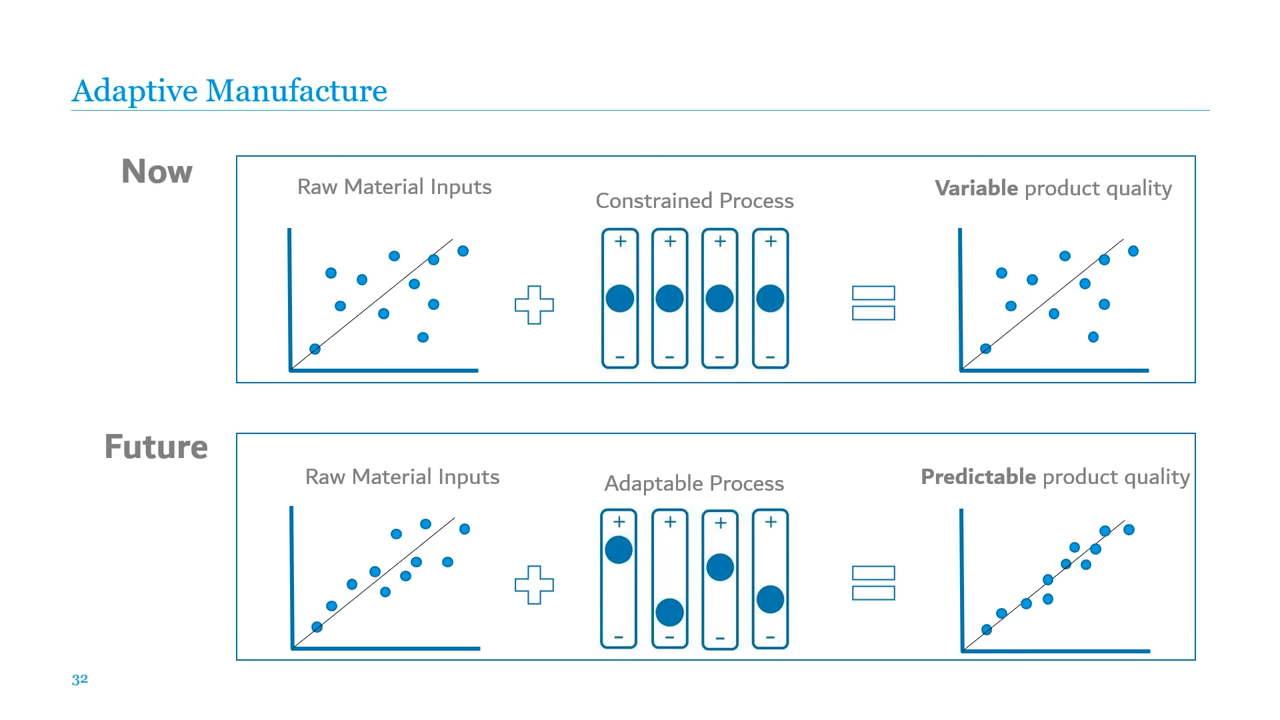 Adaptive Manufacture
Now
Raw Material Inputs
Constrained Process
Variable product quality
+ + + +
– – – –
Future
Raw Material Inputs
Adaptable Process
Predictable product quality
+ + + +
– – – –
32